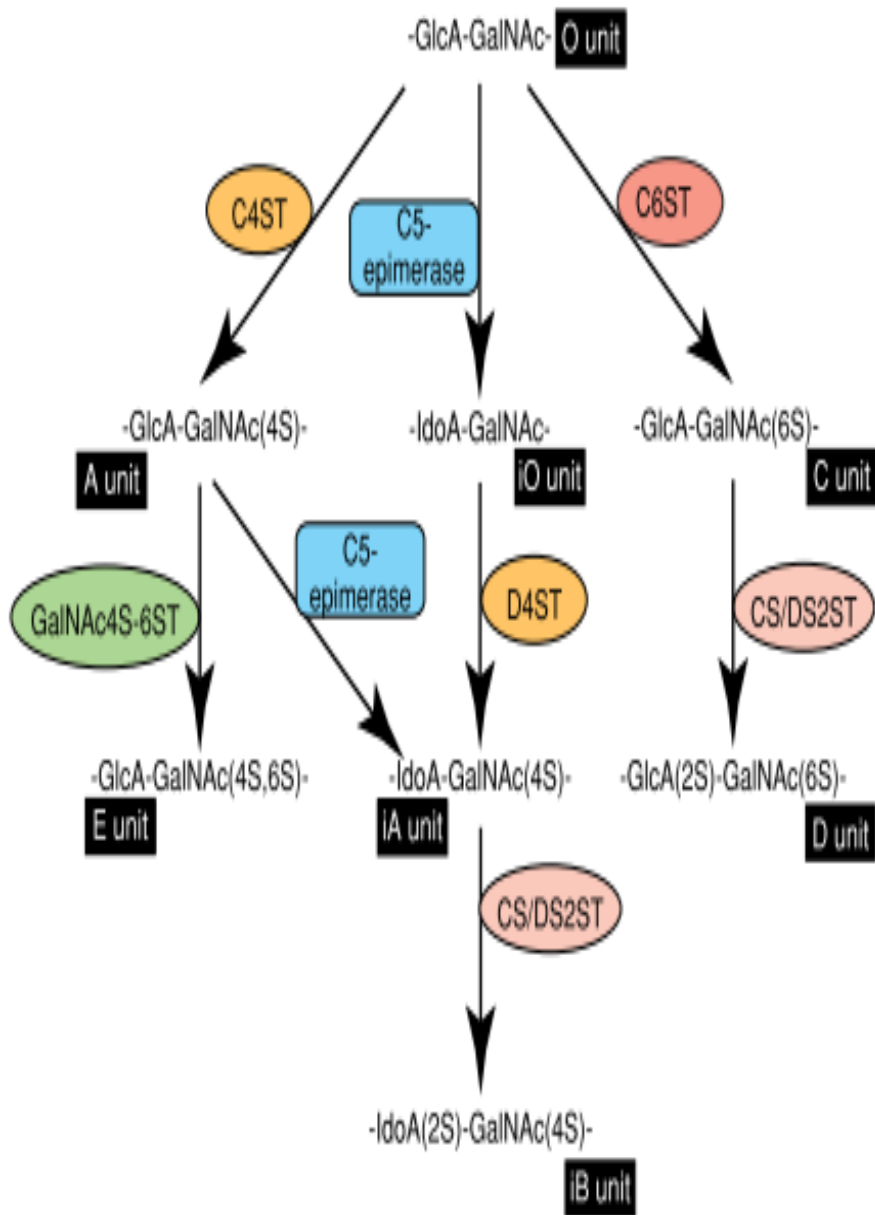 -GlcA-GalNAc- O unit
C4ST
C5-
epimerase
C6ST
-GlcA-GalNAc(4S)-
A unit
-IdoA-GalNAc-
iO unit
-GlcA-GalNAc(6S)-
C unit
GalNAc4S-6ST
C5-
epimerase
D4ST
CS/DS2ST
-GlcA-GalNAc(4S,6S)-
E unit
-IdoA-GalNAc(4S)-
iA unit
-GlcA(2S)-GalNAc(6S)-
D unit
CS/DS2ST
-IdoA(2S)-GalNAc(4S)-
iB unit